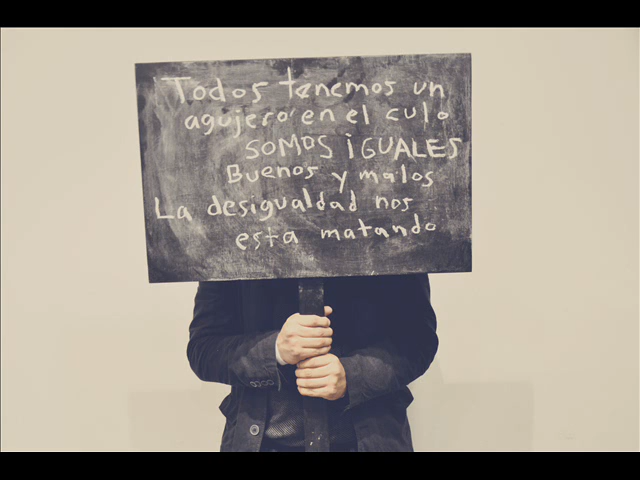 Todos tenemos un
agujero en el culo
SOMOS iGUALES
Buenos y malos
La desigualdad nos
esta matando